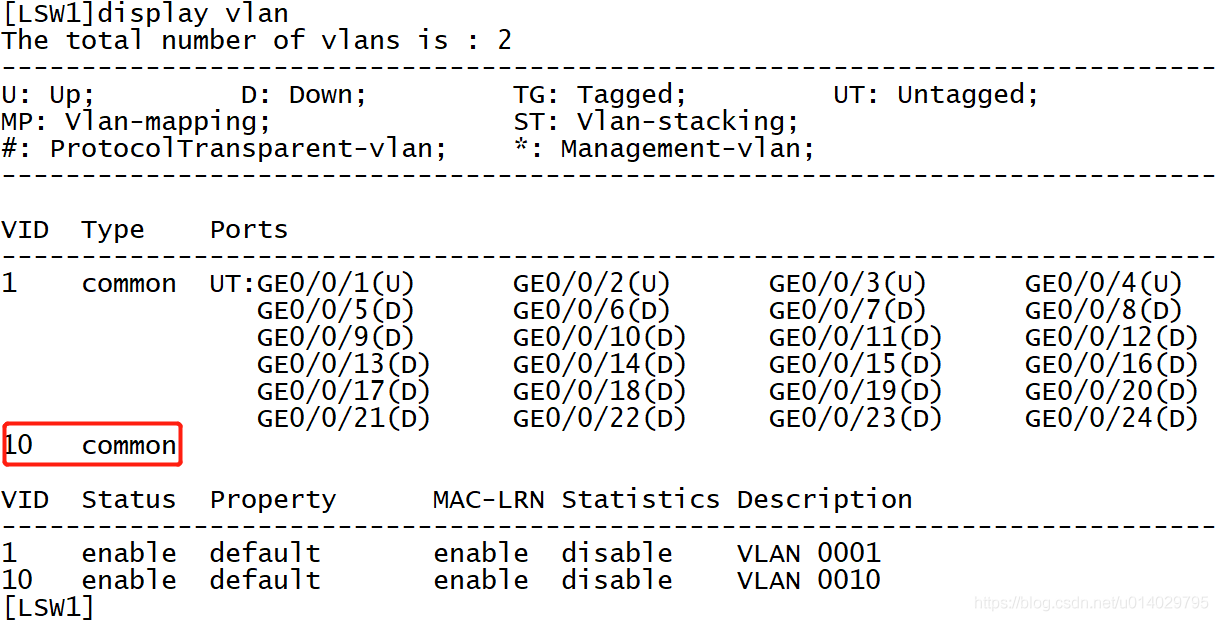 [LSW1]display vlan
The total number of vlans is : 2
--------------------------------------------------------------------------------
U: Up;         D: Down;         TG: Tagged;         UT: Untagged;
MP: Vlan-mapping;               ST: Vlan-stacking;
#: ProtocolTransparent-vlan;    *: Management-vlan;
--------------------------------------------------------------------------------
VID  Type    Ports
--------------------------------------------------------------------------------
1    common  UT:GE0/0/1(U)      GE0/0/2(U)      GE0/0/3(U)      GE0/0/4(U)
GE0/0/5(D)      GE0/0/6(D)      GE0/0/7(D)      GE0/0/8(D)
GE0/0/9(D)      GE0/0/10(D)     GE0/0/11(D)     GE0/0/12(D)
GE0/0/13(D)     GE0/0/14(D)     GE0/0/15(D)     GE0/0/16(D)
GE0/0/17(D)     GE0/0/18(D)     GE0/0/19(D)     GE0/0/20(D)
GE0/0/21(D)     GE0/0/22(D)     GE0/0/23(D)     GE0/0/24(D)
10   common
VID  Status  Property      MAC-LRN Statistics Description
--------------------------------------------------------------------------------
1    enable  default       enable  disable    VLAN 0001
10   enable  default       enable  disable    VLAN 0010
[LSW1]
https://blog.csdn.net/u014029795